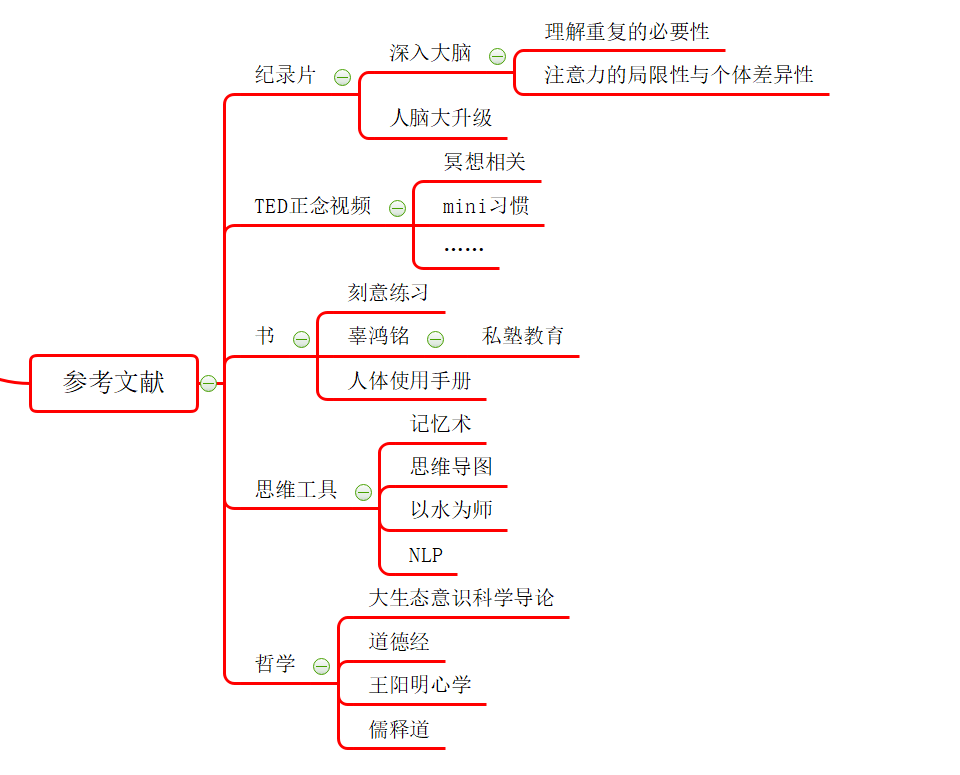 参考文献
纪录片
深入大脑
理解重复的必要性
注意力的局限性与个体差异性
人脑大升级
TED正念视频
冥想相关
mini习惯
……
书
刻意练习
辜鸿铭
私塾教育
人体使用手册
思维工具
记忆术
思维导图
以水为师
NLP
哲学
大生态意识科学导论
道德经
王阳明心学
儒释道